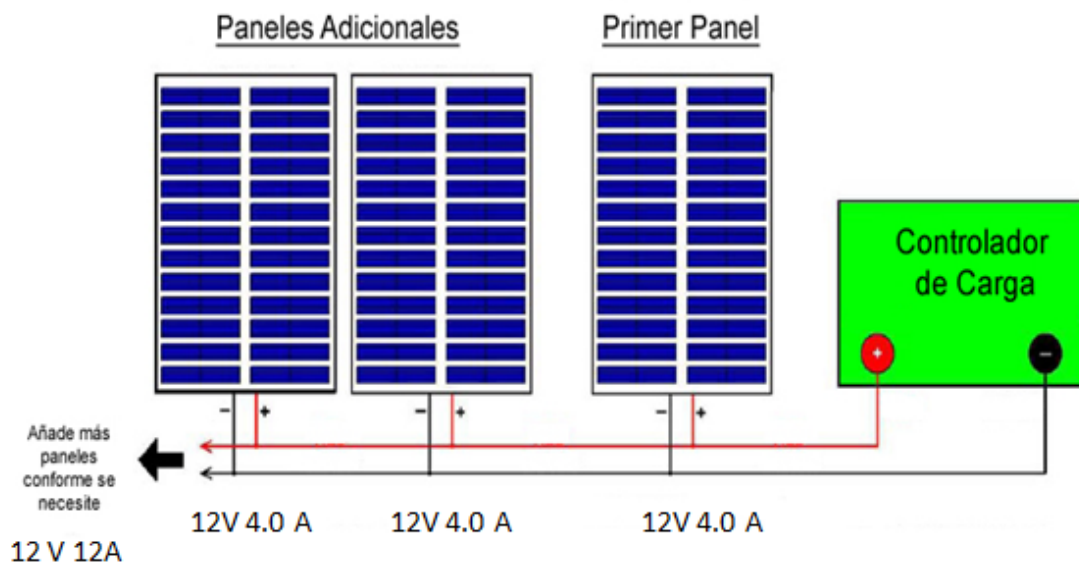 Paneles Adicionales
Primer Panel
Controlador
de Carga
+
−
− +
− +
− +
Añade más
paneles
conforme se
necesite
12V 4.0 A
12V 4.0 A
12V 4.0 A
12 V 12A